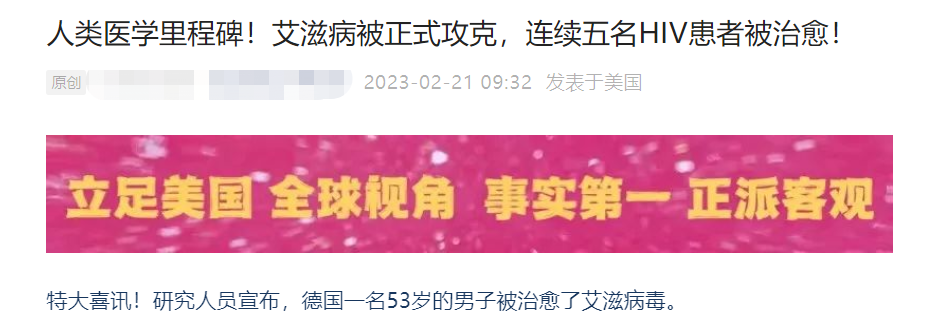 人类医学里程碑！艾滋病被正式攻克，连续五名HIV患者被治愈！
原创 2023-02-21 09:32 发表于美国
立足美国 全球视角 事实第一 正派客观
特大喜讯！研究人员宣布，德国一名53岁的男子被治愈了艾滋病毒。